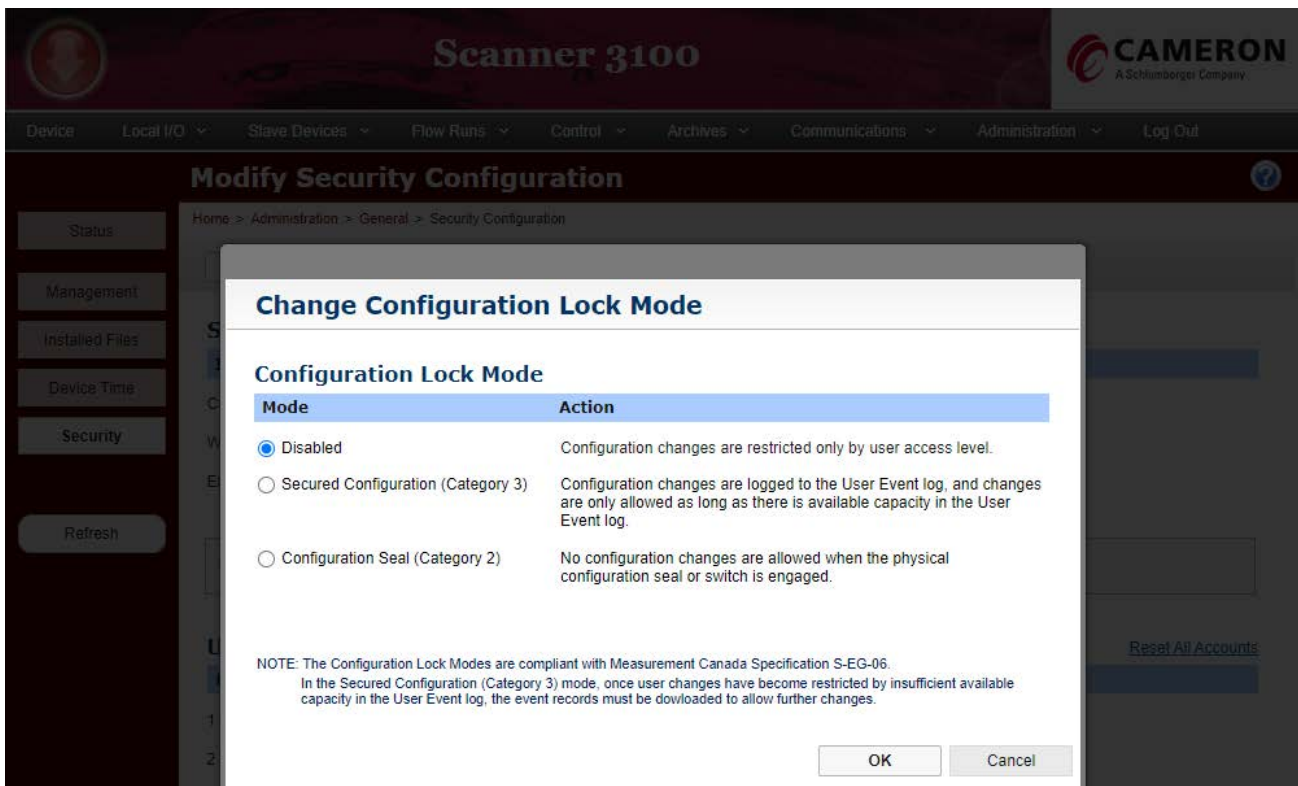 Scanner 3100
CAMERON
A Schlumberger Company
Device Local I/O Slave Devices Flow Runs Control Archives Communications Administration Log Out
Modify Security Configuration
?
Home > Administration > General > Security Configuration
Status
Management
Installed Files
Device Time
Security
Refresh
Change Configuration Lock Mode
Configuration Lock Mode
Mode Action
Disabled Configuration changes are restricted only by user access level.
Secured Configuration (Category 3) Configuration changes are logged to the User Event log, and changes
are only allowed as long as there is available capacity in the User
Event log.
Configuration Seal (Category 2) No configuration changes are allowed when the physical
configuration seal or switch is engaged.
Reset All Accounts
NOTE: The Configuration Lock Modes are compliant with Measurement Canada Specification S-EG-06.
In the Secured Configuration (Category 3) mode, once user changes have become restricted by insufficient available
capacity in the User Event log, the event records must be dowloaded to allow further changes.
1
2
OK Cancel